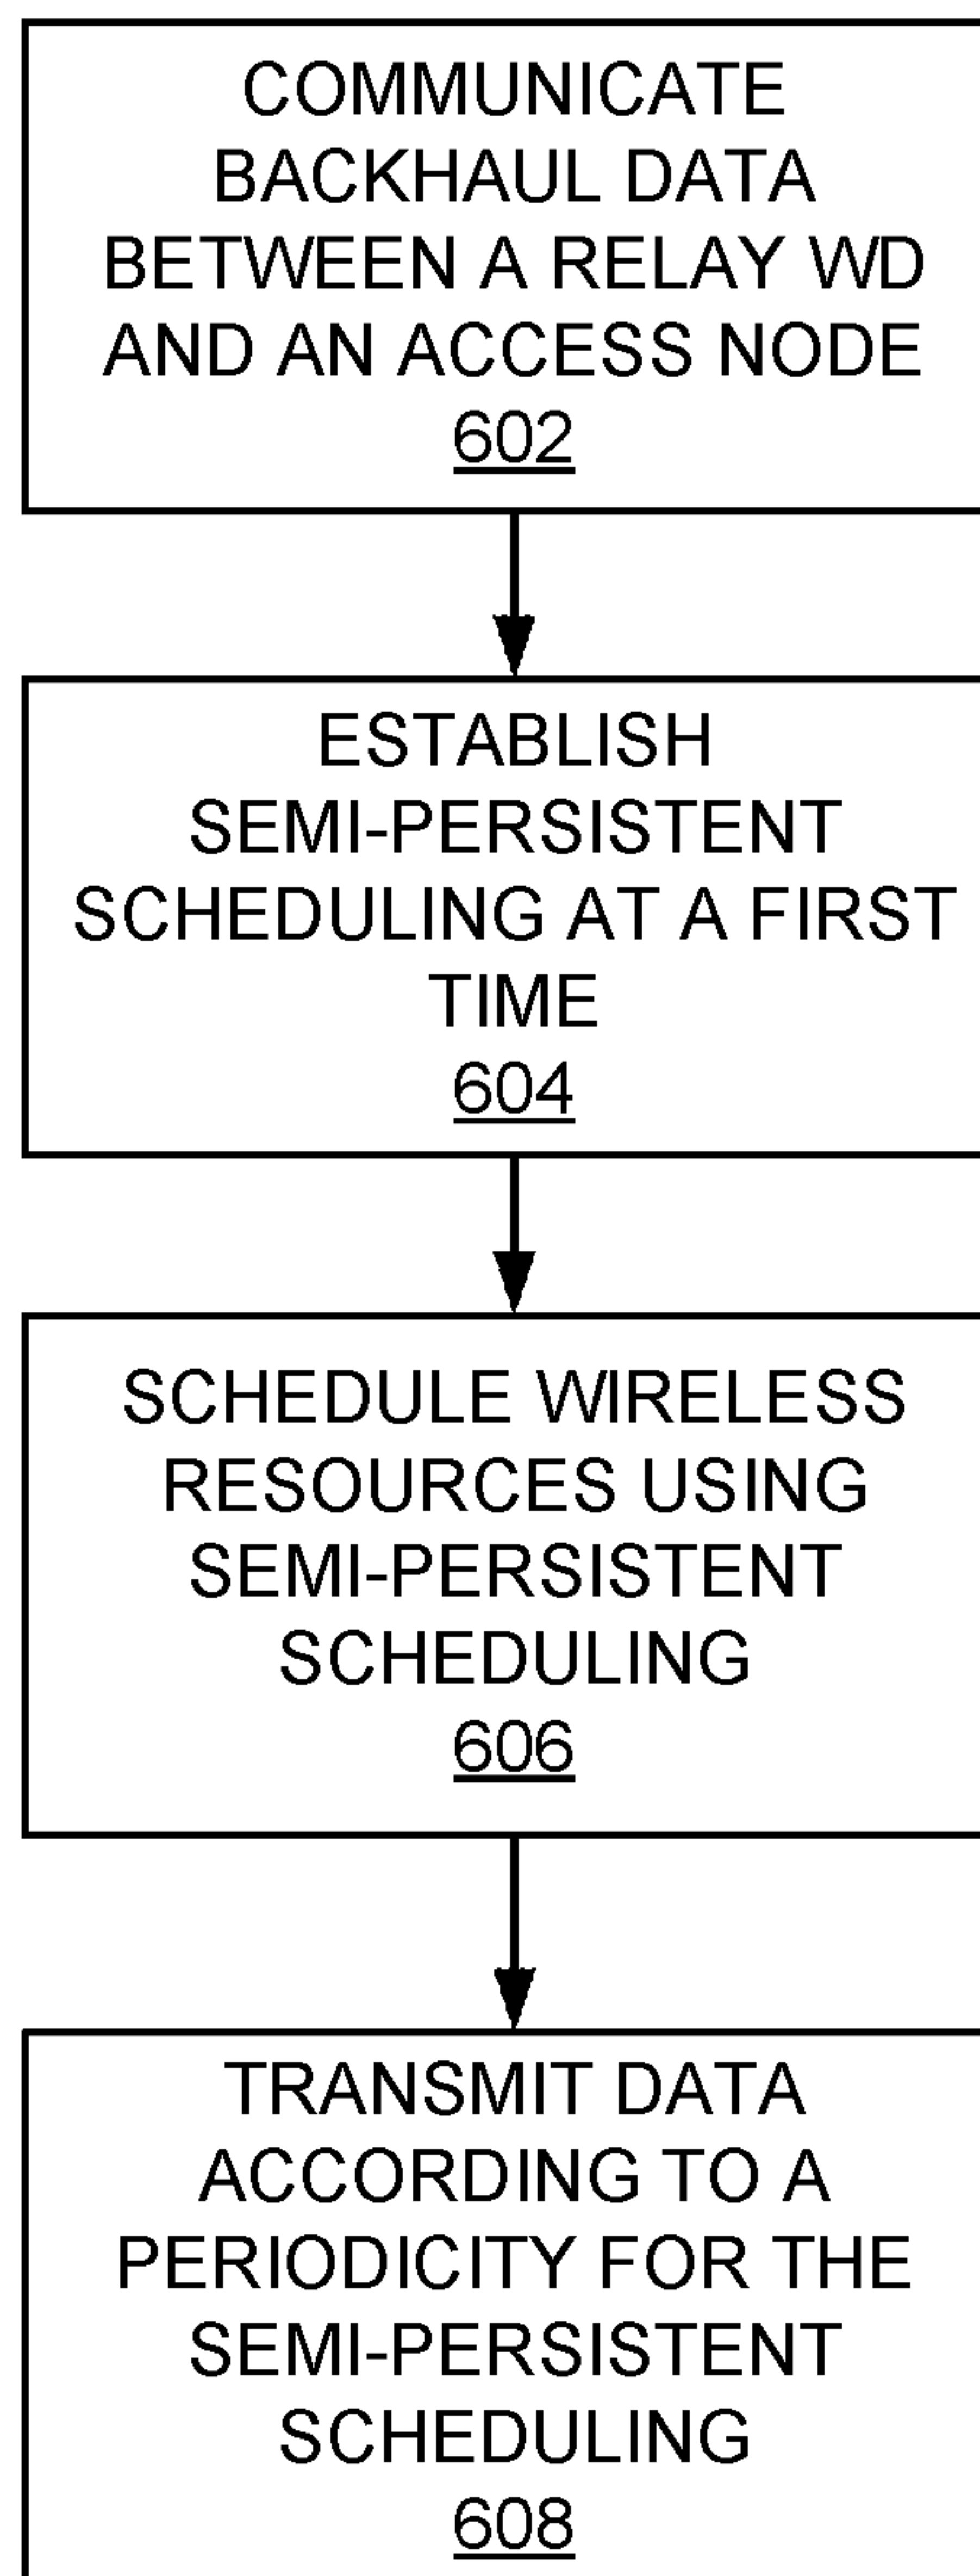 COMMUNICATE
BACKHAUL DATA
BETWEEN A RELAY WD
AND AN ACCESS NODE
602
ESTABLISH
SEMI-PERSISTENT
SCHEDULING AT A FIRST
TIME
604
SCHEDULE WIRELESS
RESOURCES USING
SEMI-PERSISTENT
SCHEDULING
606
TRANSMIT DATA
ACCORDING TO A
PERIODICITY FOR THE
SEMI-PERSISTENT
SCHEDULING
608